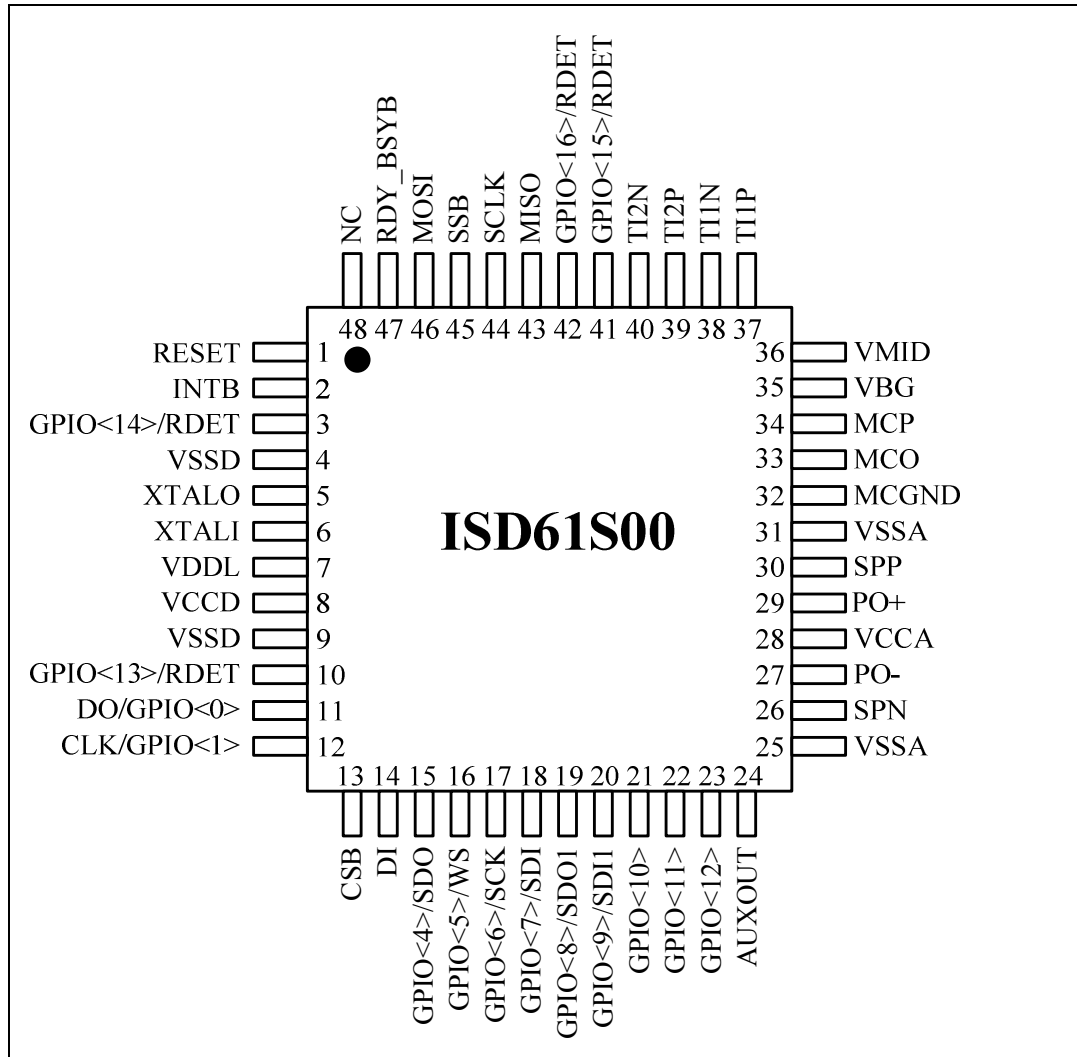 NC
RDY_BSYB
MOSI
SSB
SCLK
MISO
GPIO<16>/RDET
GPIO<15>/RDET
TI2N
TI2P
TI1N
TI1P
48 47 46 45 44 43 42 41 40 39 38 37
RESET 1
INTB 2
GPIO<14>/RDET 3
VSSD 4
XTALO 5
XTALI 6
VDDL 7
VCCD 8
VSSD 9
GPIO<13>/RDET 10
DO/GPIO<0> 11
CLK/GPIO<1> 12
ISD61S00
36 VMID
35 VBG
34 MCP
33 MCO
32 MCGND
31 VSSA
30 SPP
29 PO+
28 VCCA
27 PO-
26 SPN
25 VSSA
13 14 15 16 17 18 19 20 21 22 23 24
CSB
DI
GPIO<4>/SDO
GPIO<5>/WS
GPIO<6>/SCK
GPIO<7>/SDI
GPIO<8>/SDO1
GPIO<9>/SDI1
GPIO<10>
GPIO<11>
GPIO<12>
AUXOUT